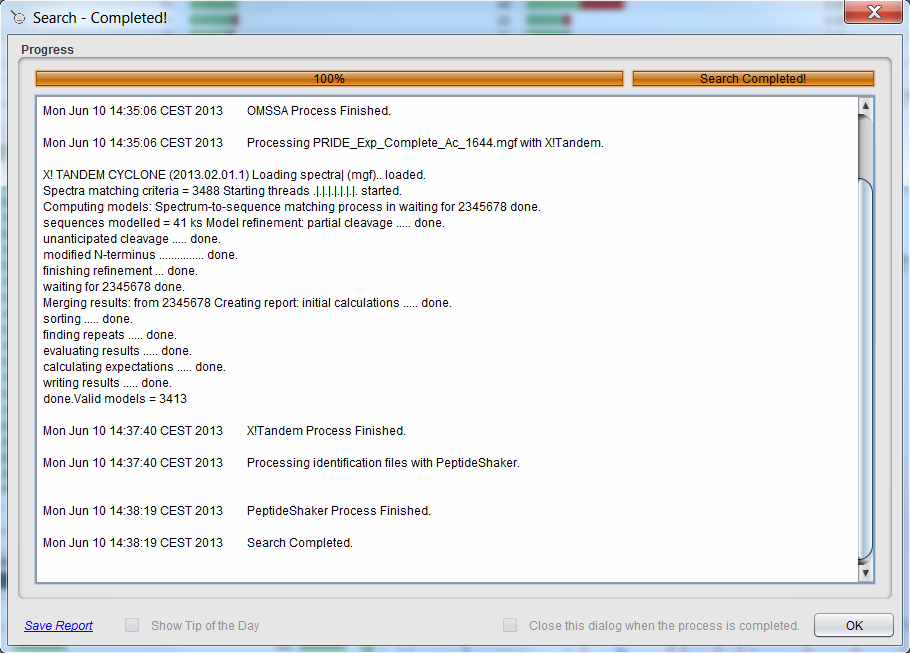 Search - Completed!
Progress
100% Search Completed!
Mon Jun 10 14:35:06 CEST 2013 OMSSA Process Finished.
Mon Jun 10 14:35:06 CEST 2013 Processing PRIDE_Exp_Complete_Ac_1644.mgf with X!Tandem.
X! TANDEM CYCLONE (2013.02.01.1) Loading spectra| (mgf).. loaded.
Spectra matching criteria = 3488 Starting threads .|.|.|.|.|.|.|. started.
Computing models: Spectrum-to-sequence matching process in waiting for 2345678 done.
sequences modelled = 41 ks Model refinement: partial cleavage ..... done.
unanticipated cleavage ..... done.
modified N-terminus ............... done.
finishing refinement ... done.
waiting for 2345678 done.
Merging results: from 2345678 Creating report: initial calculations ..... done.
sorting ..... done.
finding repeats ..... done.
evaluating results ..... done.
calculating expectations ..... done.
writing results ..... done.
done.Valid models = 3413
Mon Jun 10 14:37:40 CEST 2013 X!Tandem Process Finished.
Mon Jun 10 14:37:40 CEST 2013 Processing identification files with PeptideShaker.
Mon Jun 10 14:38:19 CEST 2013 PeptideShaker Process Finished.
Mon Jun 10 14:38:19 CEST 2013 Search Completed.
Save Report Show Tip of the Day Close this dialog when the process is completed. OK